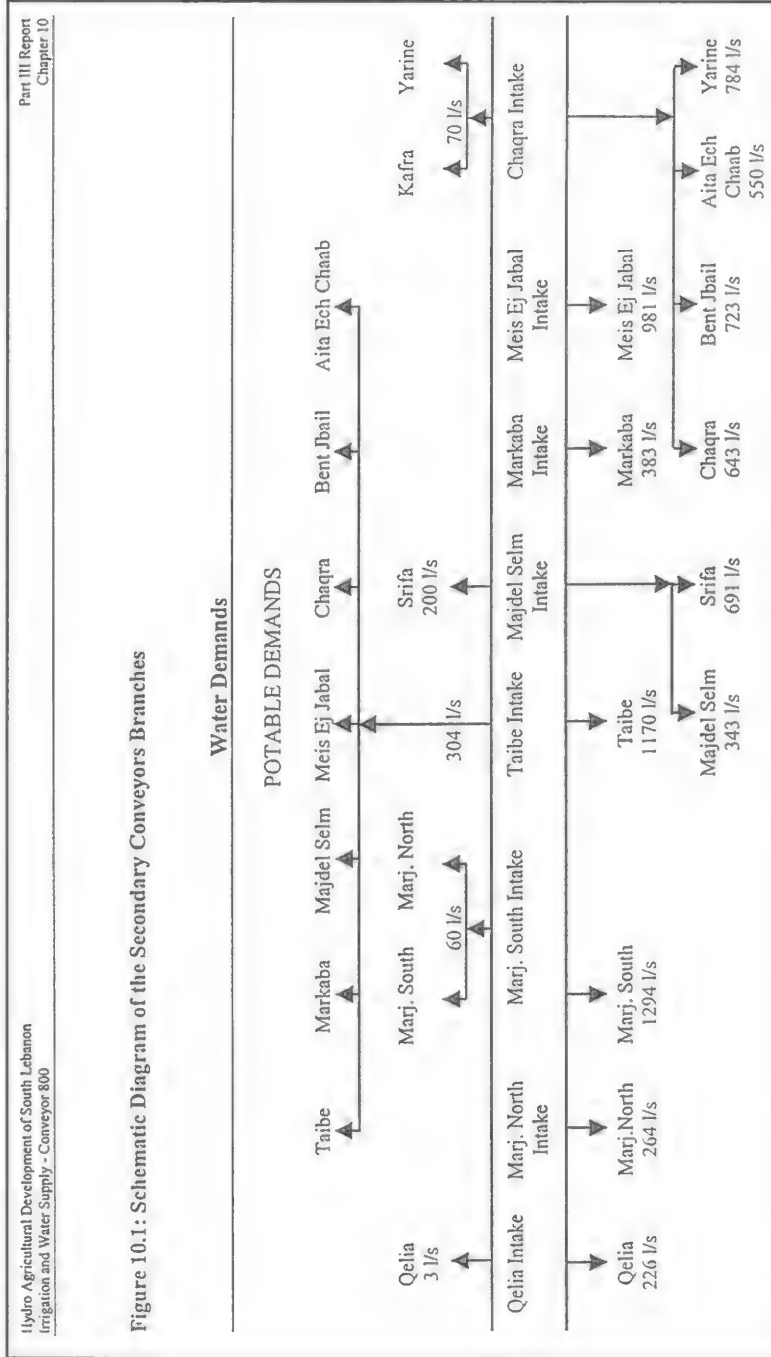 Hydro Agricultural Development of South Lebanon
Irrigation and Water Supply - Conveyor 800
Part III Report
Chapter 10
Figure 10.1: Schematic Diagram of the Secondary Conveyors Branches
Water Demands
POTABLE DEMANDS
Taibe
Markaba
Majdel Selm
Meis Ej Jabal
Chaqra
Bent Jbail
Aita Ech Chaab
Qelia
3 l/s
Marj. South
Marj. North
60 l/s
304 l/s
Srifa
200 l/s
Kafra
Yarine
70 l/s
Qelia Intake
Marj. North
Intake
Marj. South Intake
Taibe Intake
Majdel Selm
Intake
Markaba
Intake
Meis Ej Jabal
Intake
Chaqra Intake
Qelia
226 l/s
Marj.North
264 l/s
Marj. South
1294 l/s
Taibe
1170 l/s
Markaba
383 l/s
Meis Ej Jabal
981 l/s
Majdel Selm
343 l/s
Srifa
691 l/s
Chaqra
643 l/s
Bent Jbail
723 l/s
Aita Ech
Chaab
550 l/s
Yarine
784 l/s